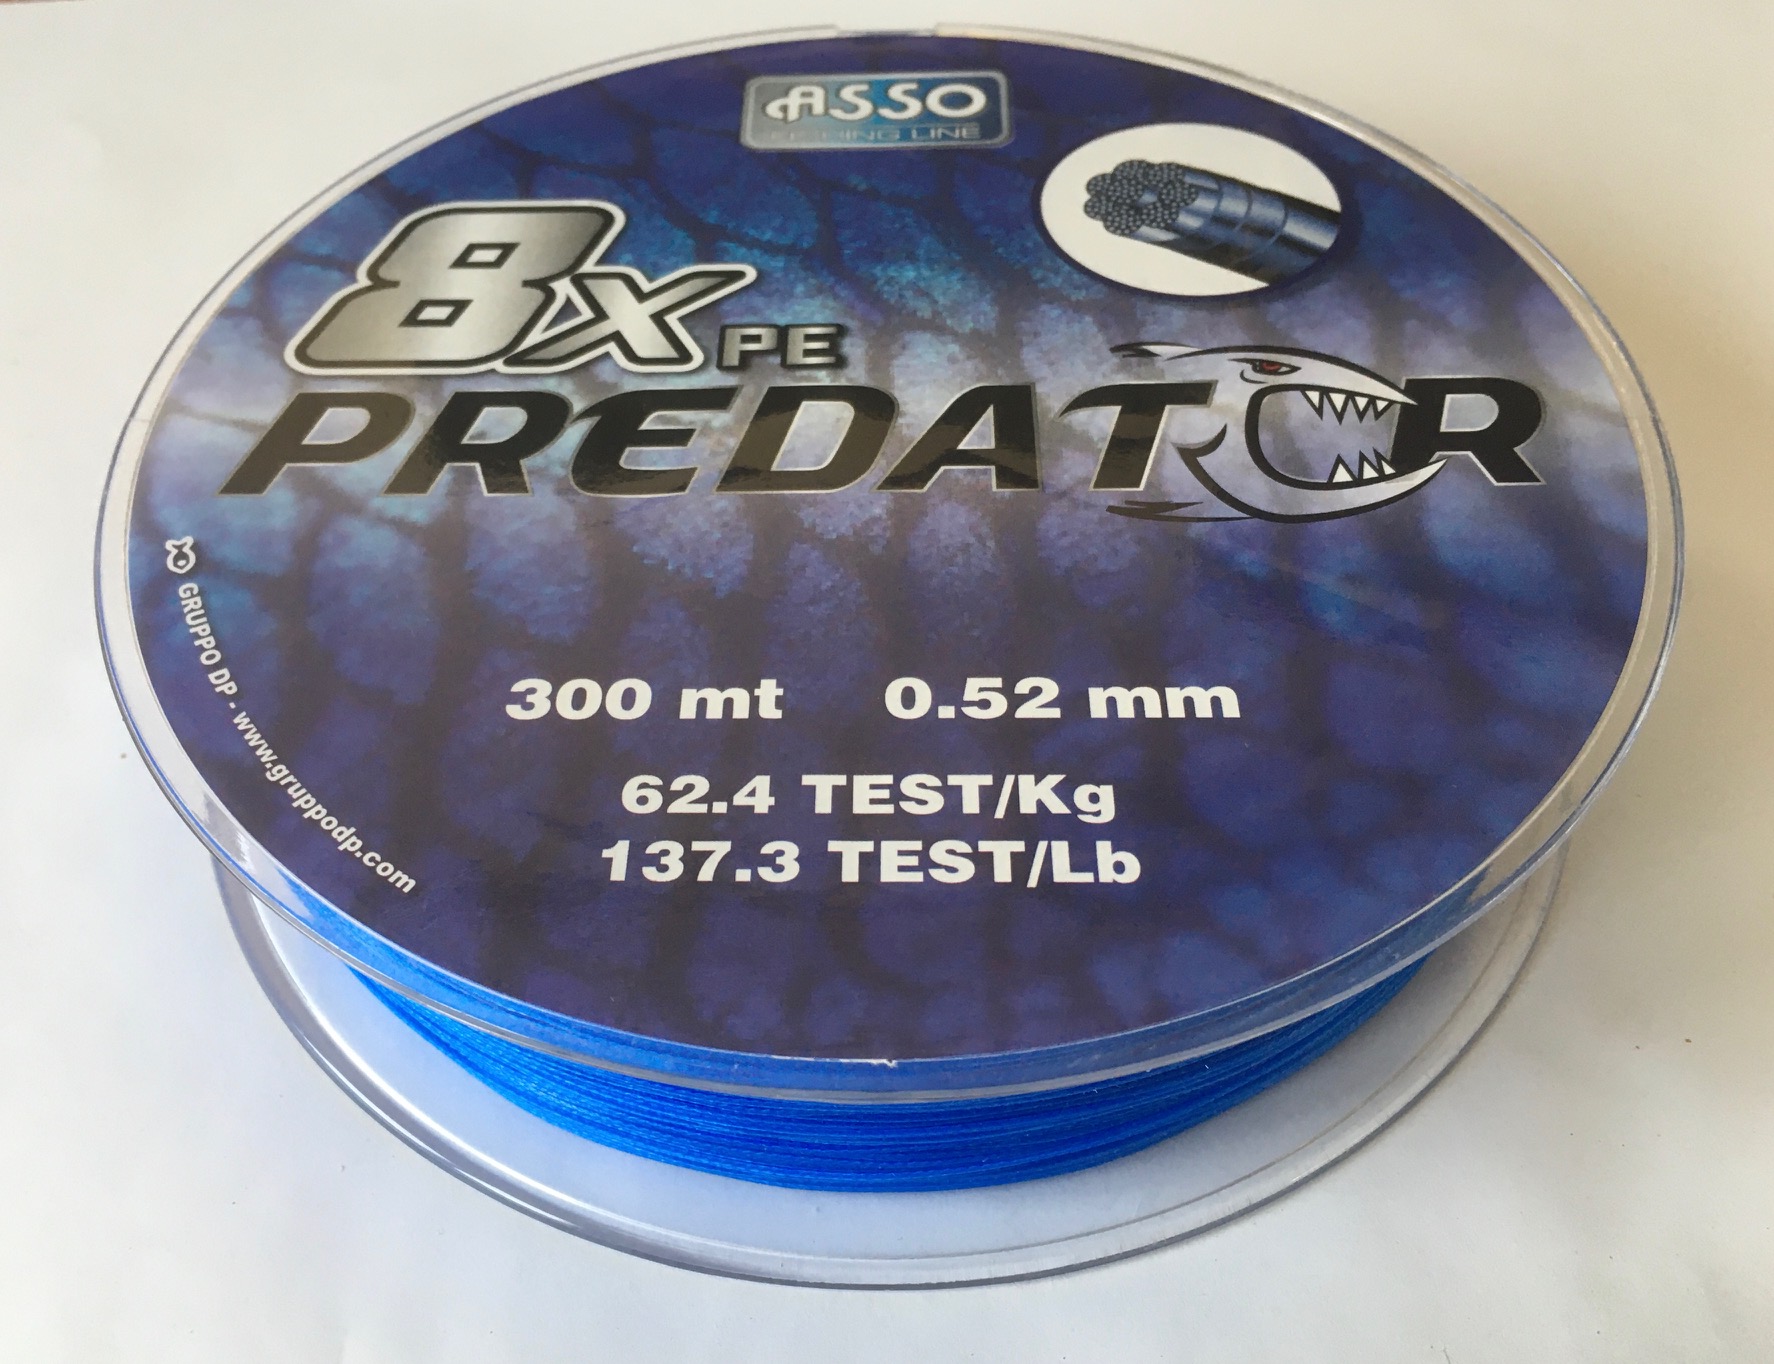 ASSO
FISHING LINE
8x PE
PREDATOR
GRUPPO DP - www.gruppodp.com
300 mt 0.52 mm
62.4 TEST/Kg
137.3 TEST/Lb